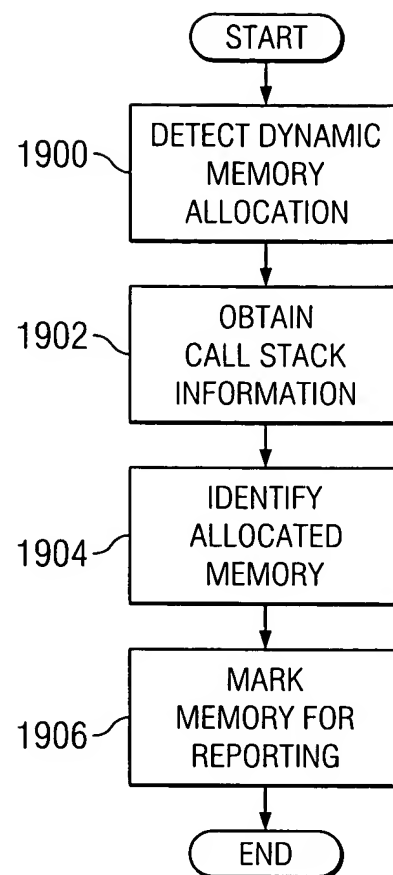 START
1900
DETECT DYNAMIC
MEMORY
ALLOCATION
1902
OBTAIN
CALL STACK
INFORMATION
1904
IDENTIFY
ALLOCATED
MEMORY
1906
MARK
MEMORY FOR
REPORTING
END